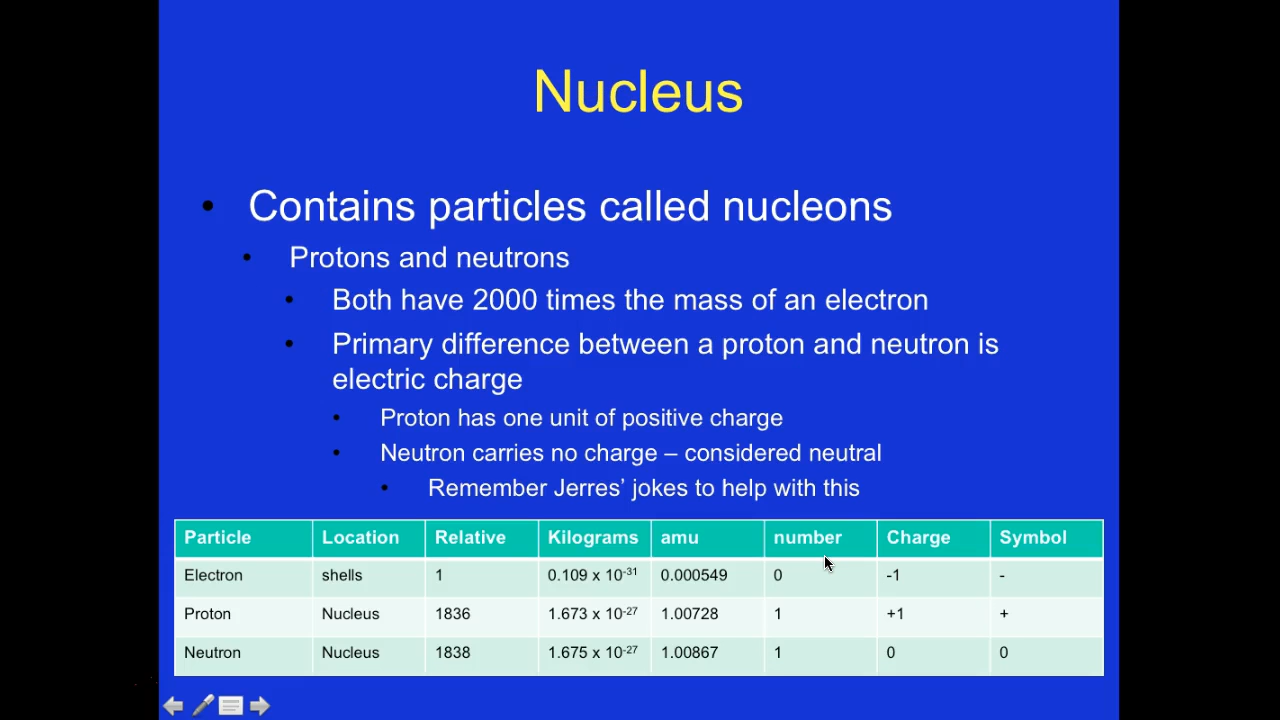 Nucleus
• Contains particles called nucleons
• Protons and neutrons
• Both have 2000 times the mass of an electron
• Primary difference between a proton and neutron is
electric charge
• Proton has one unit of positive charge
• Neutron carries no charge – considered neutral
• Remember Jerres’ jokes to help with this
Particle Location Relative Kilograms amu number Charge Symbol
Electron shells 1 0.109 x 10⁻³¹ 0.000549 0 -1 -
Proton Nucleus 1836 1.673 x 10⁻²⁷ 1.00728 1 +1 +
Neutron Nucleus 1838 1.675 x 10⁻²⁷ 1.00867 1 0 0